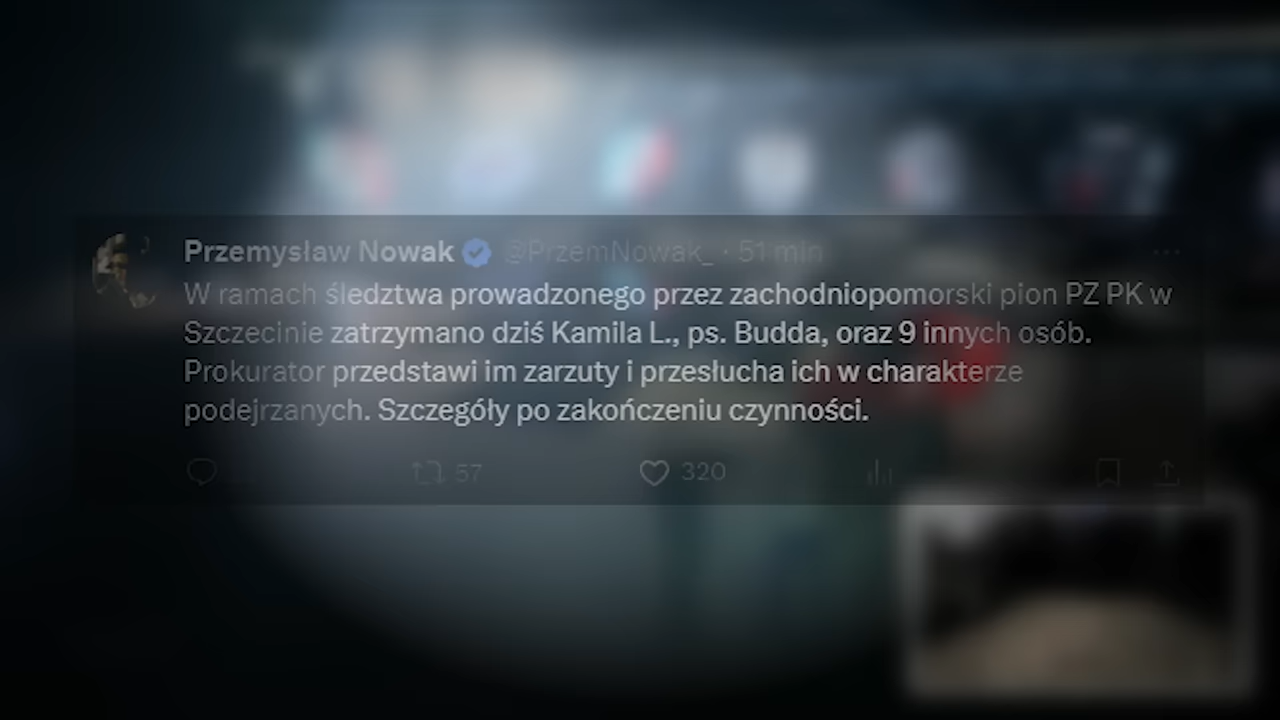 Przemysław Nowak @PrzemNowak_ · 51 min
W ramach śledztwa prowadzonego przez zachodniopomorski pion PZ PK w
Szczecinie zatrzymano dziś Kamila L., ps. Budda, oraz 9 innych osób.
Prokurator przedstawi im zarzuty i przesłucha ich w charakterze
podejrzanych. Szczegóły po zakończeniu czynności.
57 320